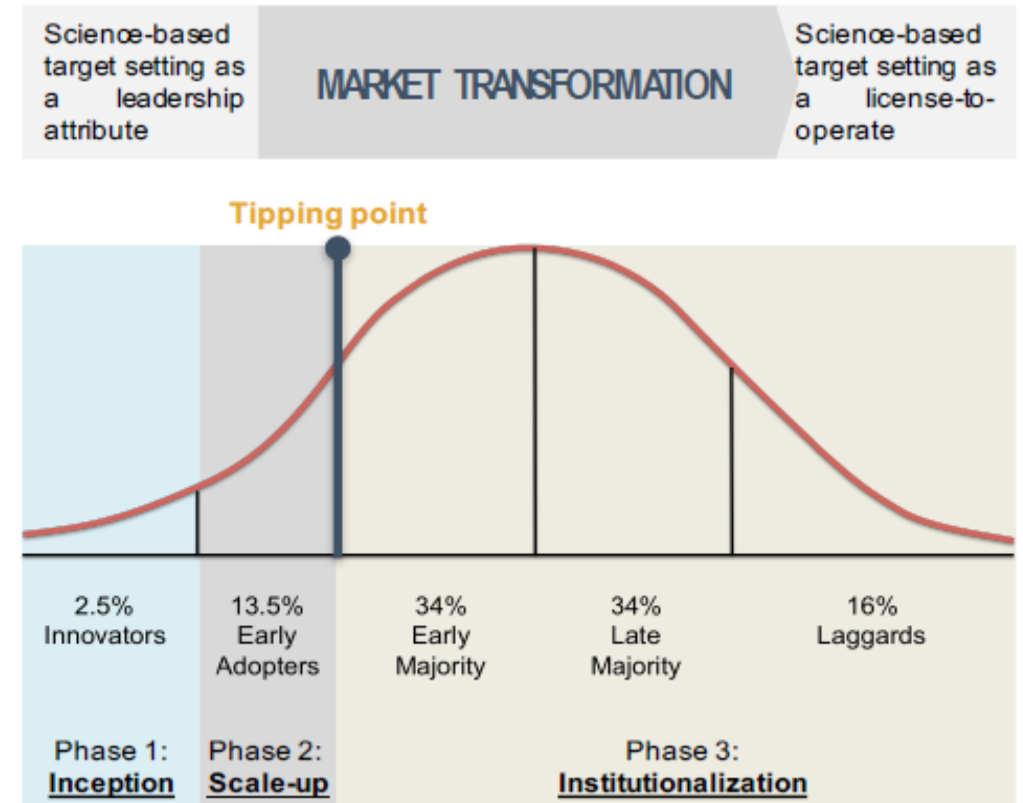 Science-based
target setting as
a leadership
attribute
MARKET TRANSFORMATION
Science-based
target setting as
a license-to-
operate
Tipping point
2.5%
Innovators
13.5%
Early
Adopters
34%
Early
Majority
34%
Late
Majority
16%
Laggards
Phase 1:
Inception
Phase 2:
Scale-up
Phase 3:
Institutionalization